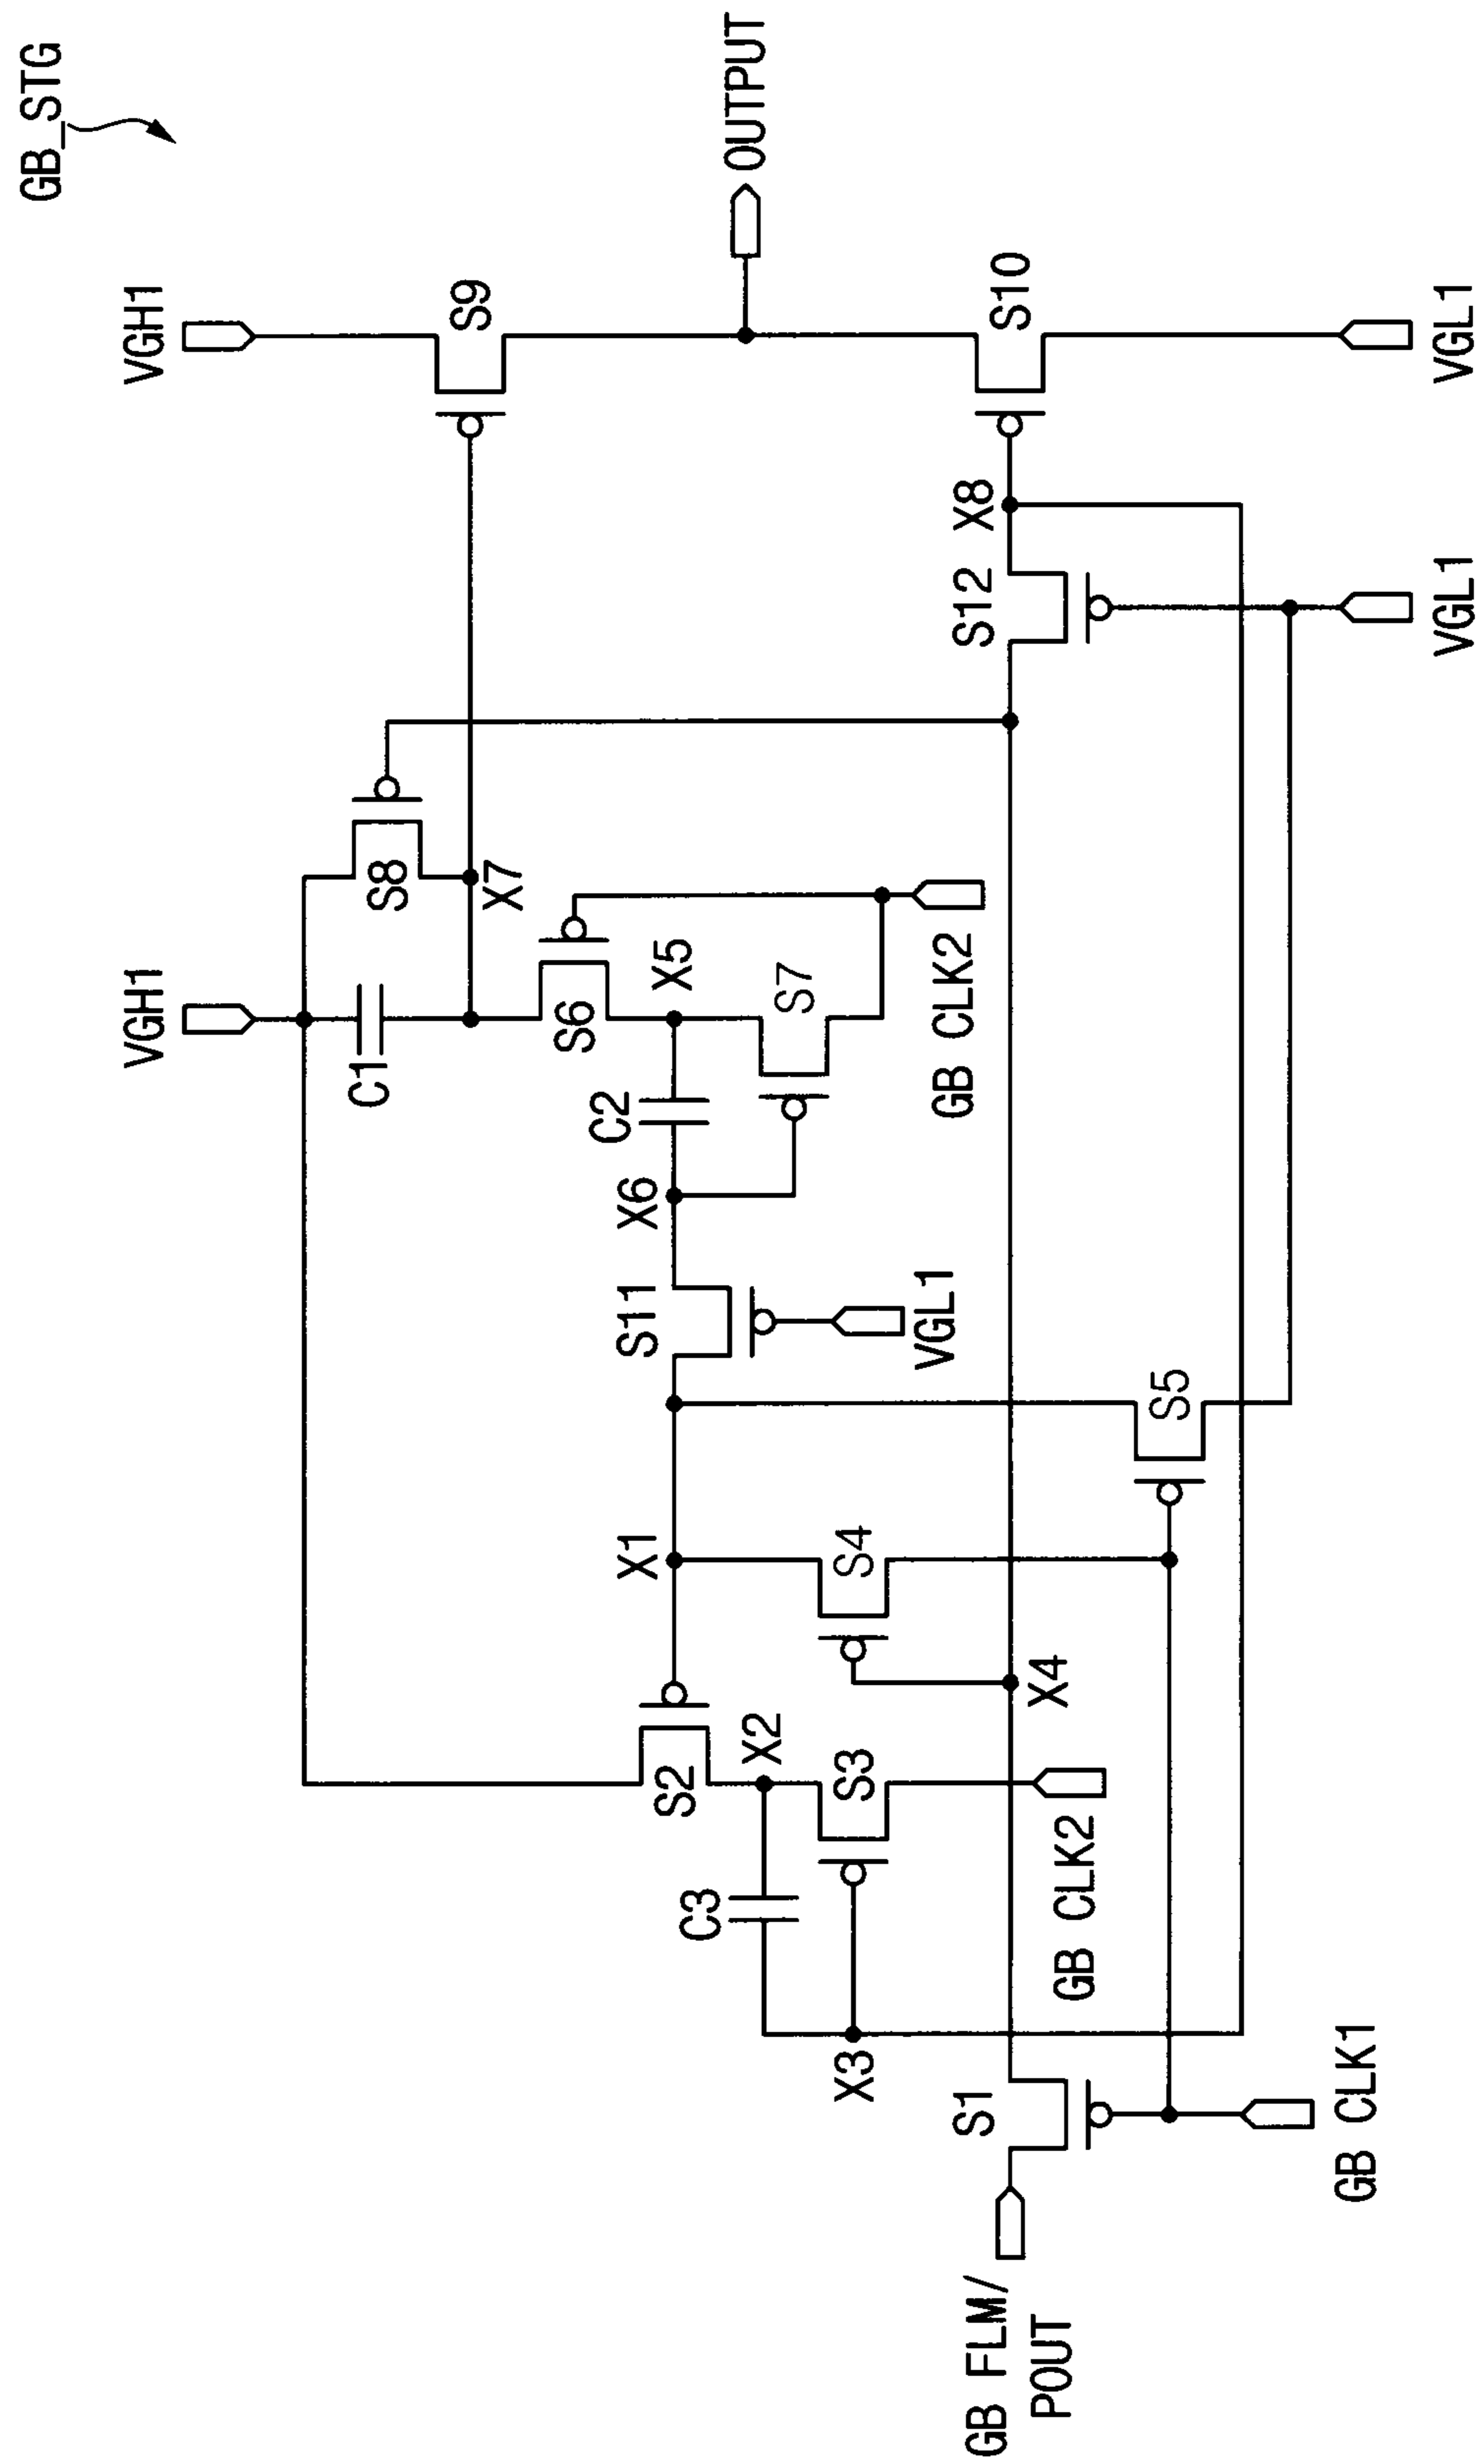 GB_STG
VGH1
VGH1
C1
S8
X7
S9
OUTPUT
S6
X5
C2
X6
S7
S11
X1
S2
X2
C3
S3
S4
GB CLK2
VGL1
X3
X4
S12
X8
S10
S1
GB FLM/
POUT
GB CLK2
S5
GB CLK1
VGL1
VGL1